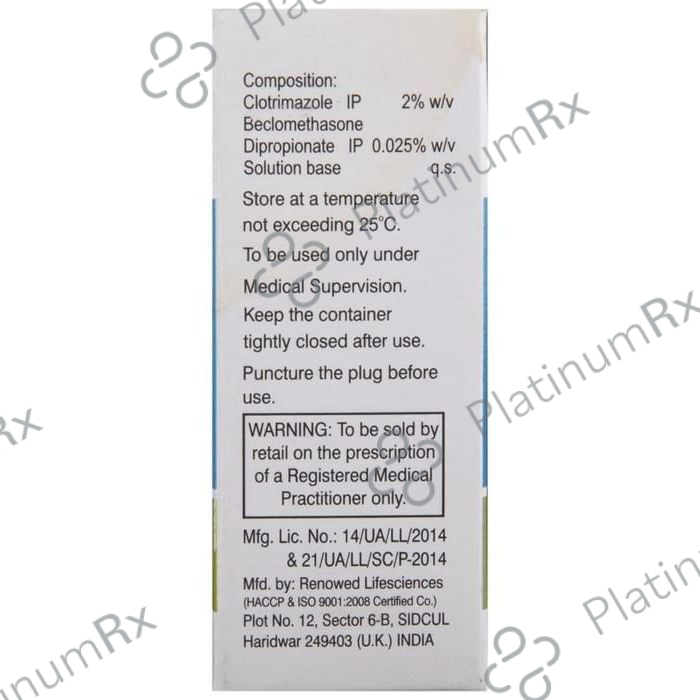 Composition:
Clotrimazole IP 2% w/v
Beclomethasone
Dipropionate IP 0.025% w/v
Solution base q.s.
Store at a temperature
not exceeding 25°C.
To be used only under
Medical Supervision.
Keep the container
tightly closed after use.
Puncture the plug before
use.
WARNING: To be sold by
retail on the prescription
of a Registered Medical
Practitioner only.
Mfg. Lic. No.: 14/UA/LL/2014
& 21/UA/LL/SC/P-2014
Mfd. by: Renowed Lifesciences
(HACCP & ISO 9001:2008 Certified Co.)
Plot No. 12, Sector 6-B, SIDCUL
Haridwar 249403 (U.K.) INDIA
PlatinumRx
PlatinumRx
PlatinumRx